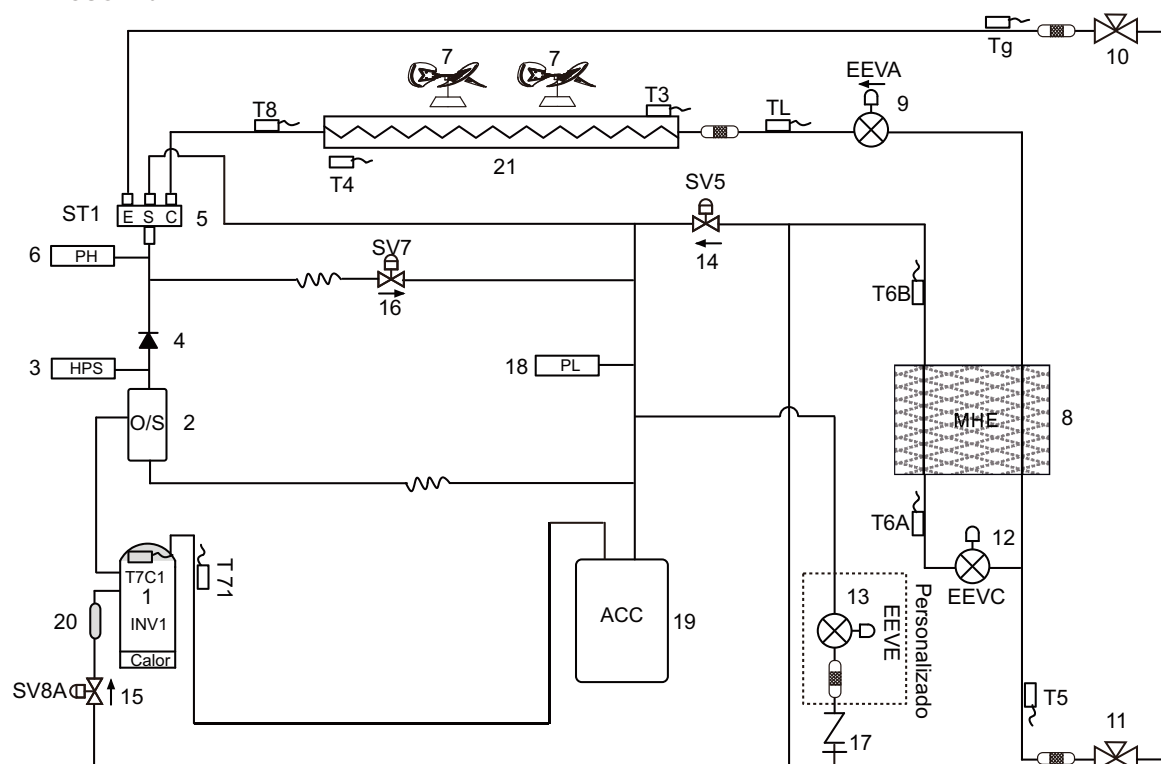 Tg
10
7
7
EEVA
9
T8
T3
TL
T4
21
ST1
E S C
5
SV5
14
6
PH
SV7
16
T6B
4
3
HPS
18
PL
O/S
2
MHE
8
T6A
12
EEVC
T7C1
1
INV1
Calor
T71
20
ACC
19
13
EEVE
Personalizado
SV8A
15
T5
11
17